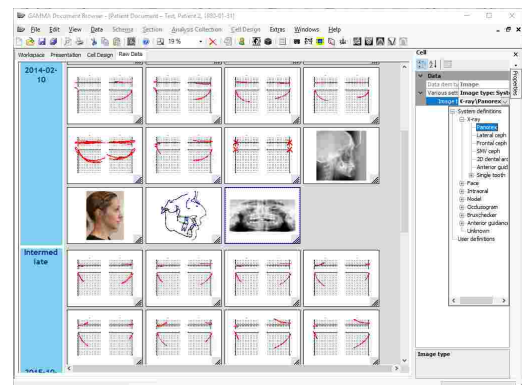 GAMMA Document Browser - [Patient Document - Test, Patient 2, 1980-01-31]
File Edit View Data Schema Section Analysis Collection Cell Design Extras Windows Help
19 %
Workspace Presentation Cell Design Raw Data
2014-02-
10
Intermed
iate
2015-10-
Cell
Properties
Data
Data item ty Image
Various sett Image type: Syst
Image t X-ray\Panorex
System definitions
X-ray
Panorex
Lateral ceph
Frontal ceph
SMV ceph
2D dental arc
Anterior guid
Single tooth
Face
Intraoral
Model
Occlusogram
Bruxchecker
Anterior guidance
Unknown
User definitions
Image type